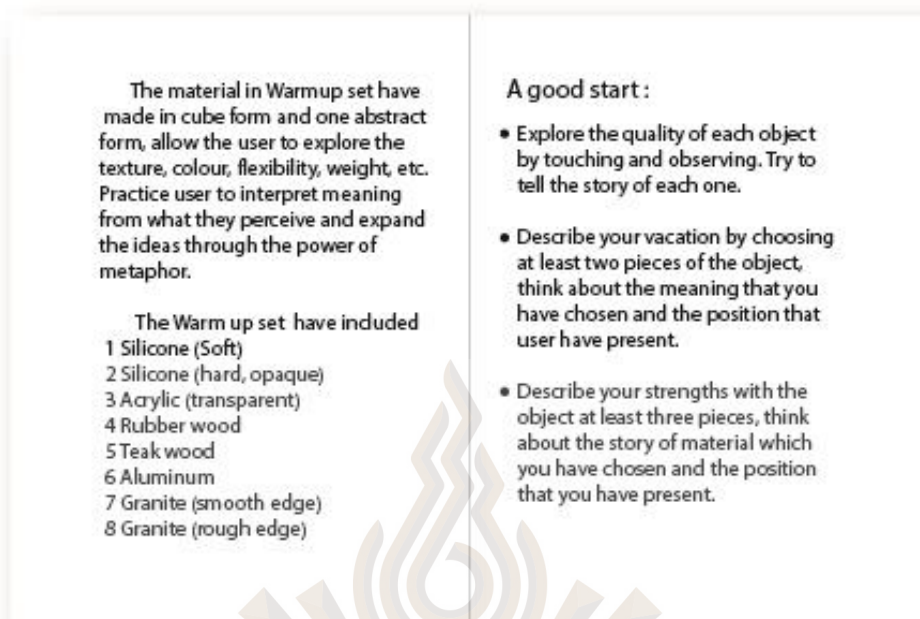 The material in Warmup set have
made in cube form and one abstract
form, allow the user to explore the
texture, colour, flexibility, weight, etc.
Practice user to interpret meaning
from what they perceive and expand
the ideas through the power of
metaphor.
The Warm up set have included
1 Silicone (Soft)
2 Silicone (hard, opaque)
3 Acrylic (transparent)
4 Rubber wood
5 Teak wood
6 Aluminum
7 Granite (smooth edge)
8 Granite (rough edge)
A good start :
• Explore the quality of each object
by touching and observing. Try to
tell the story of each one.
• Describe your vacation by choosing
at least two pieces of the object,
think about the meaning that you
have chosen and the position that
user have present.
• Describe your strengths with the
object at least three pieces, think
about the story of material which
you have chosen and the position
that you have present.